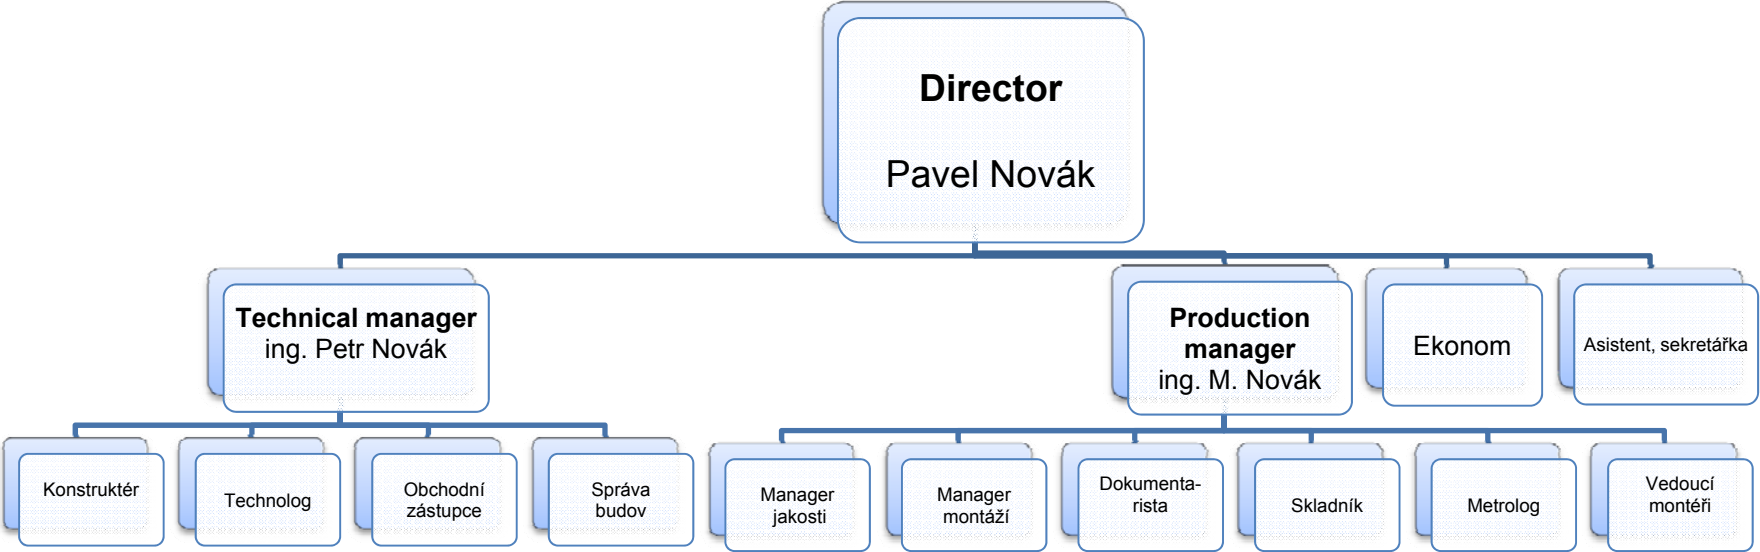 Director
Pavel Novák
Technical manager
ing. Petr Novák
Production
manager
ing. M. Novák
Ekonom
Asistent, sekretářka
Konstruktér
Technolog
Obchodní
zástupce
Správa
budov
Manager
jakosti
Manager
montáží
Dokumenta-
rista
Skladník
Metrolog
Vedoucí
montéři